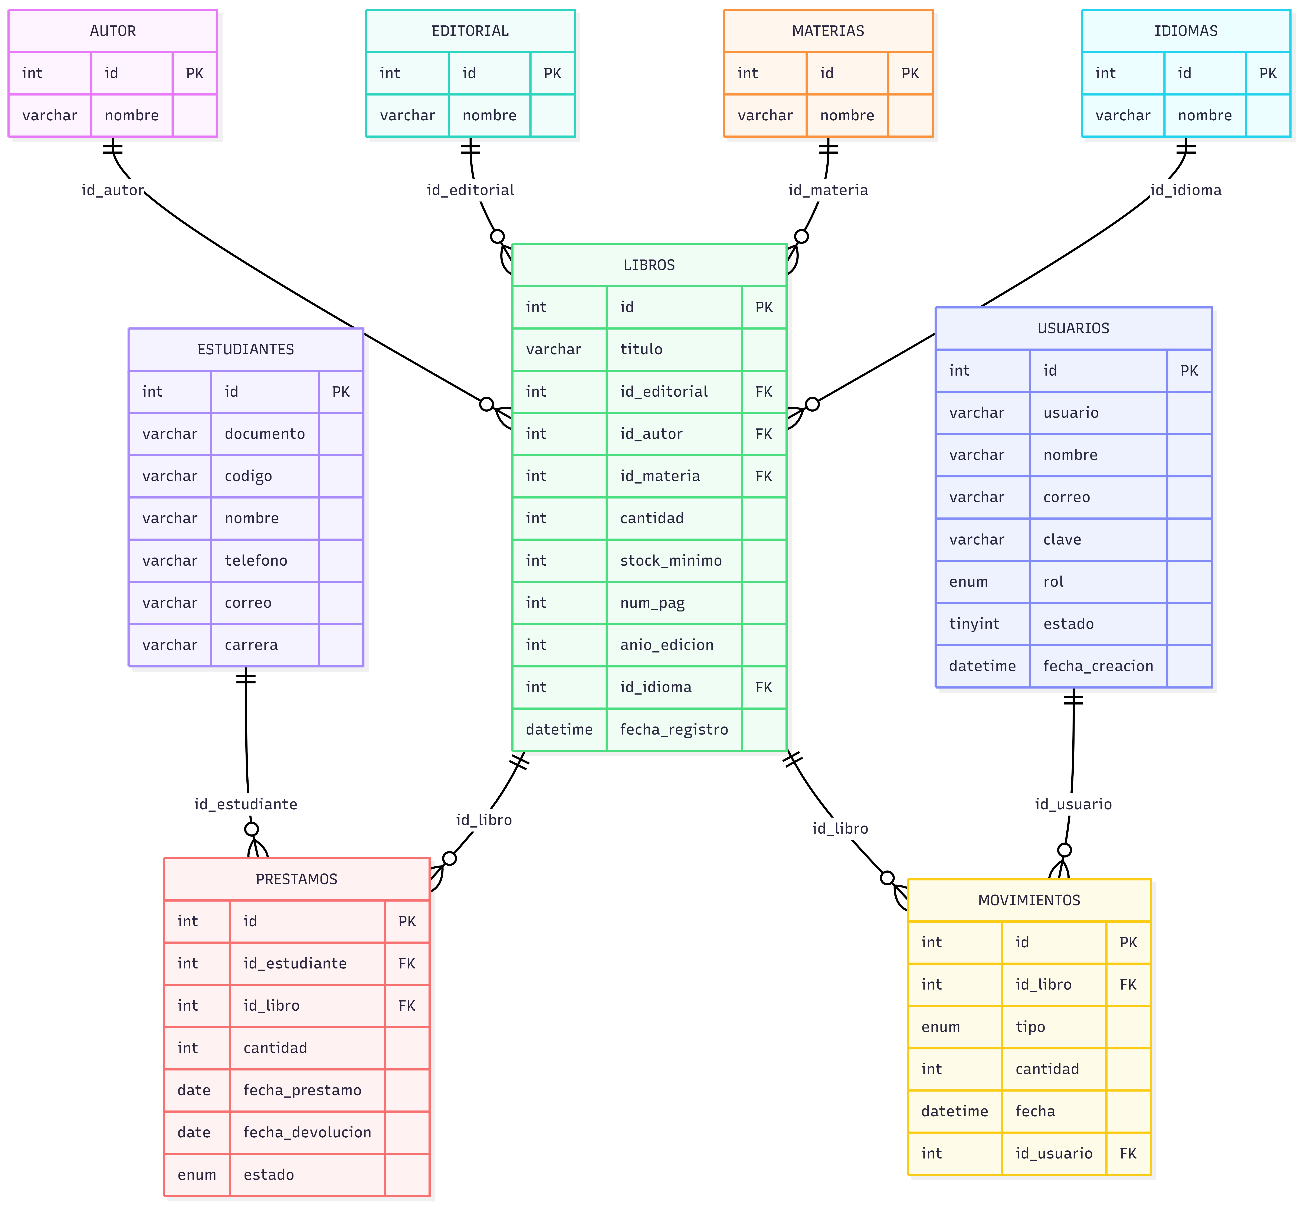 AUTOR
int id PK
varchar nombre
EDITORIAL
int id PK
varchar nombre
MATERIAS
int id PK
varchar nombre
IDIOMAS
int id PK
varchar nombre
id_autor
id_editorial
id_materia
id_idioma
ESTUDIANTES
int id PK
varchar documento
varchar codigo
varchar nombre
varchar telefono
varchar correo
varchar carrera
LIBROS
int id PK
varchar titulo
int id_editorial FK
int id_autor FK
int id_materia FK
int cantidad
int stock_minimo
int num_pag
int anio_edicion
int id_idioma FK
datetime fecha_registro
USUARIOS
int id PK
varchar usuario
varchar nombre
varchar correo
varchar clave
enum rol
tinyint estado
datetime fecha_creacion
id_estudiante
id_libro
id_libro
id_usuario
PRESTAMOS
int id PK
int id_estudiante FK
int id_libro FK
int cantidad
date fecha_prestamo
date fecha_devolucion
enum estado
MOVIMIENTOS
int id PK
int id_libro FK
enum tipo
int cantidad
datetime fecha
int id_usuario FK